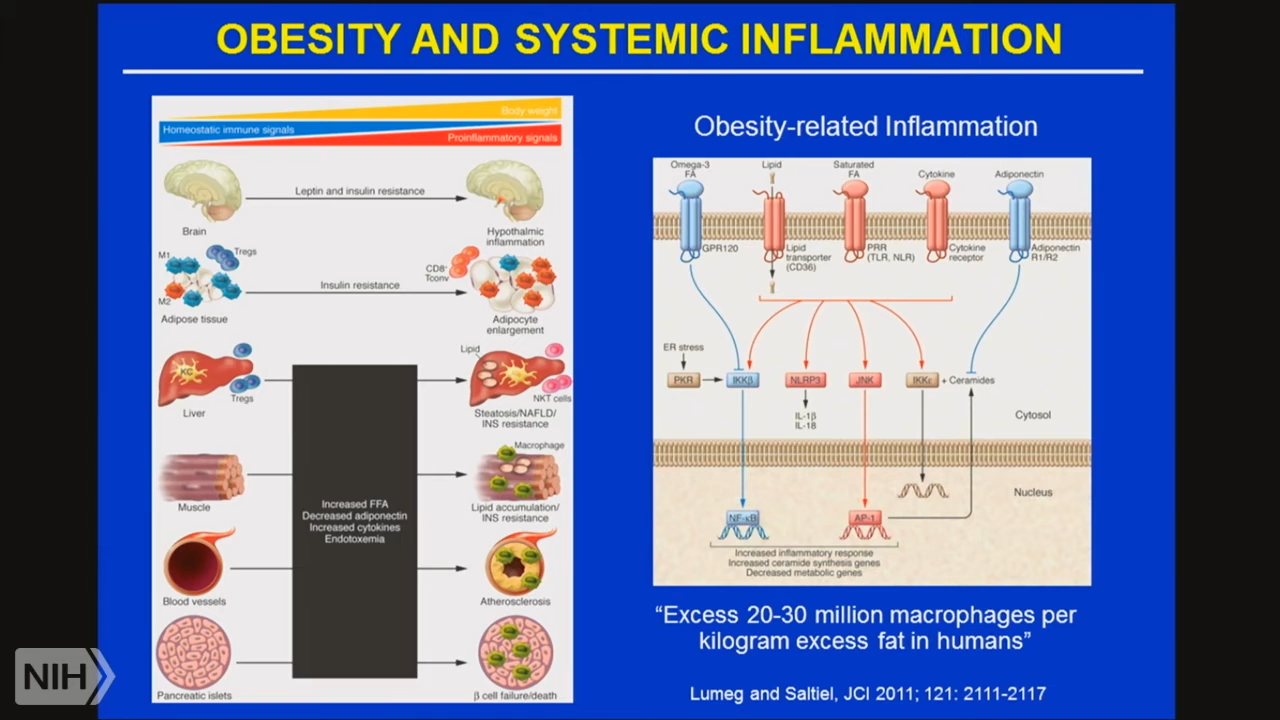 OBESITY AND SYSTEMIC INFLAMMATION
Body weight
Homeostatic immune signals
Proinflammatory signals
Leptin and insulin resistance
Brain
Hypothalmic
inflammation
M1
Tregs
M2
Insulin resistance
CD8+
Tconv
Adipose tissue
Adipocyte
enlargement
KC
Tregs
Liver
Lipid
NKT cells
Steatosis/NAFLD/
INS resistance
Macrophage
Muscle
Lipid accumulation/
INS resistance
Increased FFA
Decreased adiponectin
Increased cytokines
Endotoxemia
Blood vessels
Atherosclerosis
Pancreatic islets
β cell failure/death
Obesity-related Inflammation
Omega-3
FA
Lipid
Saturated
FA
Cytokine
Adiponectin
GPR120
Lipid
transporter
(CD36)
PRR
(TLR, NLR)
Cytokine
receptor
Adiponectin
R1/R2
ER stress
PKR
IKKβ
NLRP3
JNK
IKKε
+ Ceramides
IL-1β
IL-18
Cytosol
Nucleus
NF-κB
AP-1
Increased inflammatory response
Increased ceramide synthesis genes
Decreased metabolic genes
“Excess 20-30 million macrophages per
kilogram excess fat in humans”
Lumeg and Saltiel, JCI 2011; 121: 2111-2117
NIH